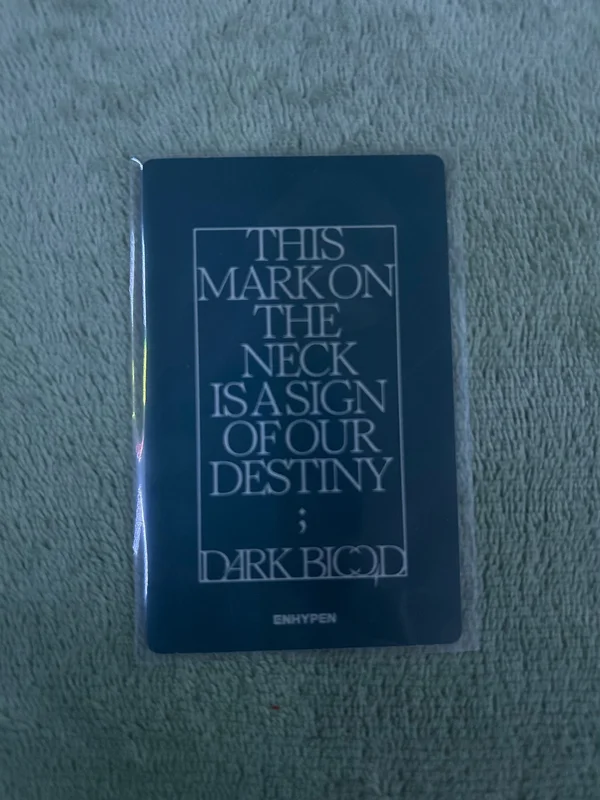 THIS
MARK ON
THE
NECK
IS A SIGN
OF OUR
DESTINY
;
DARK BLOOD
ENHYPEN